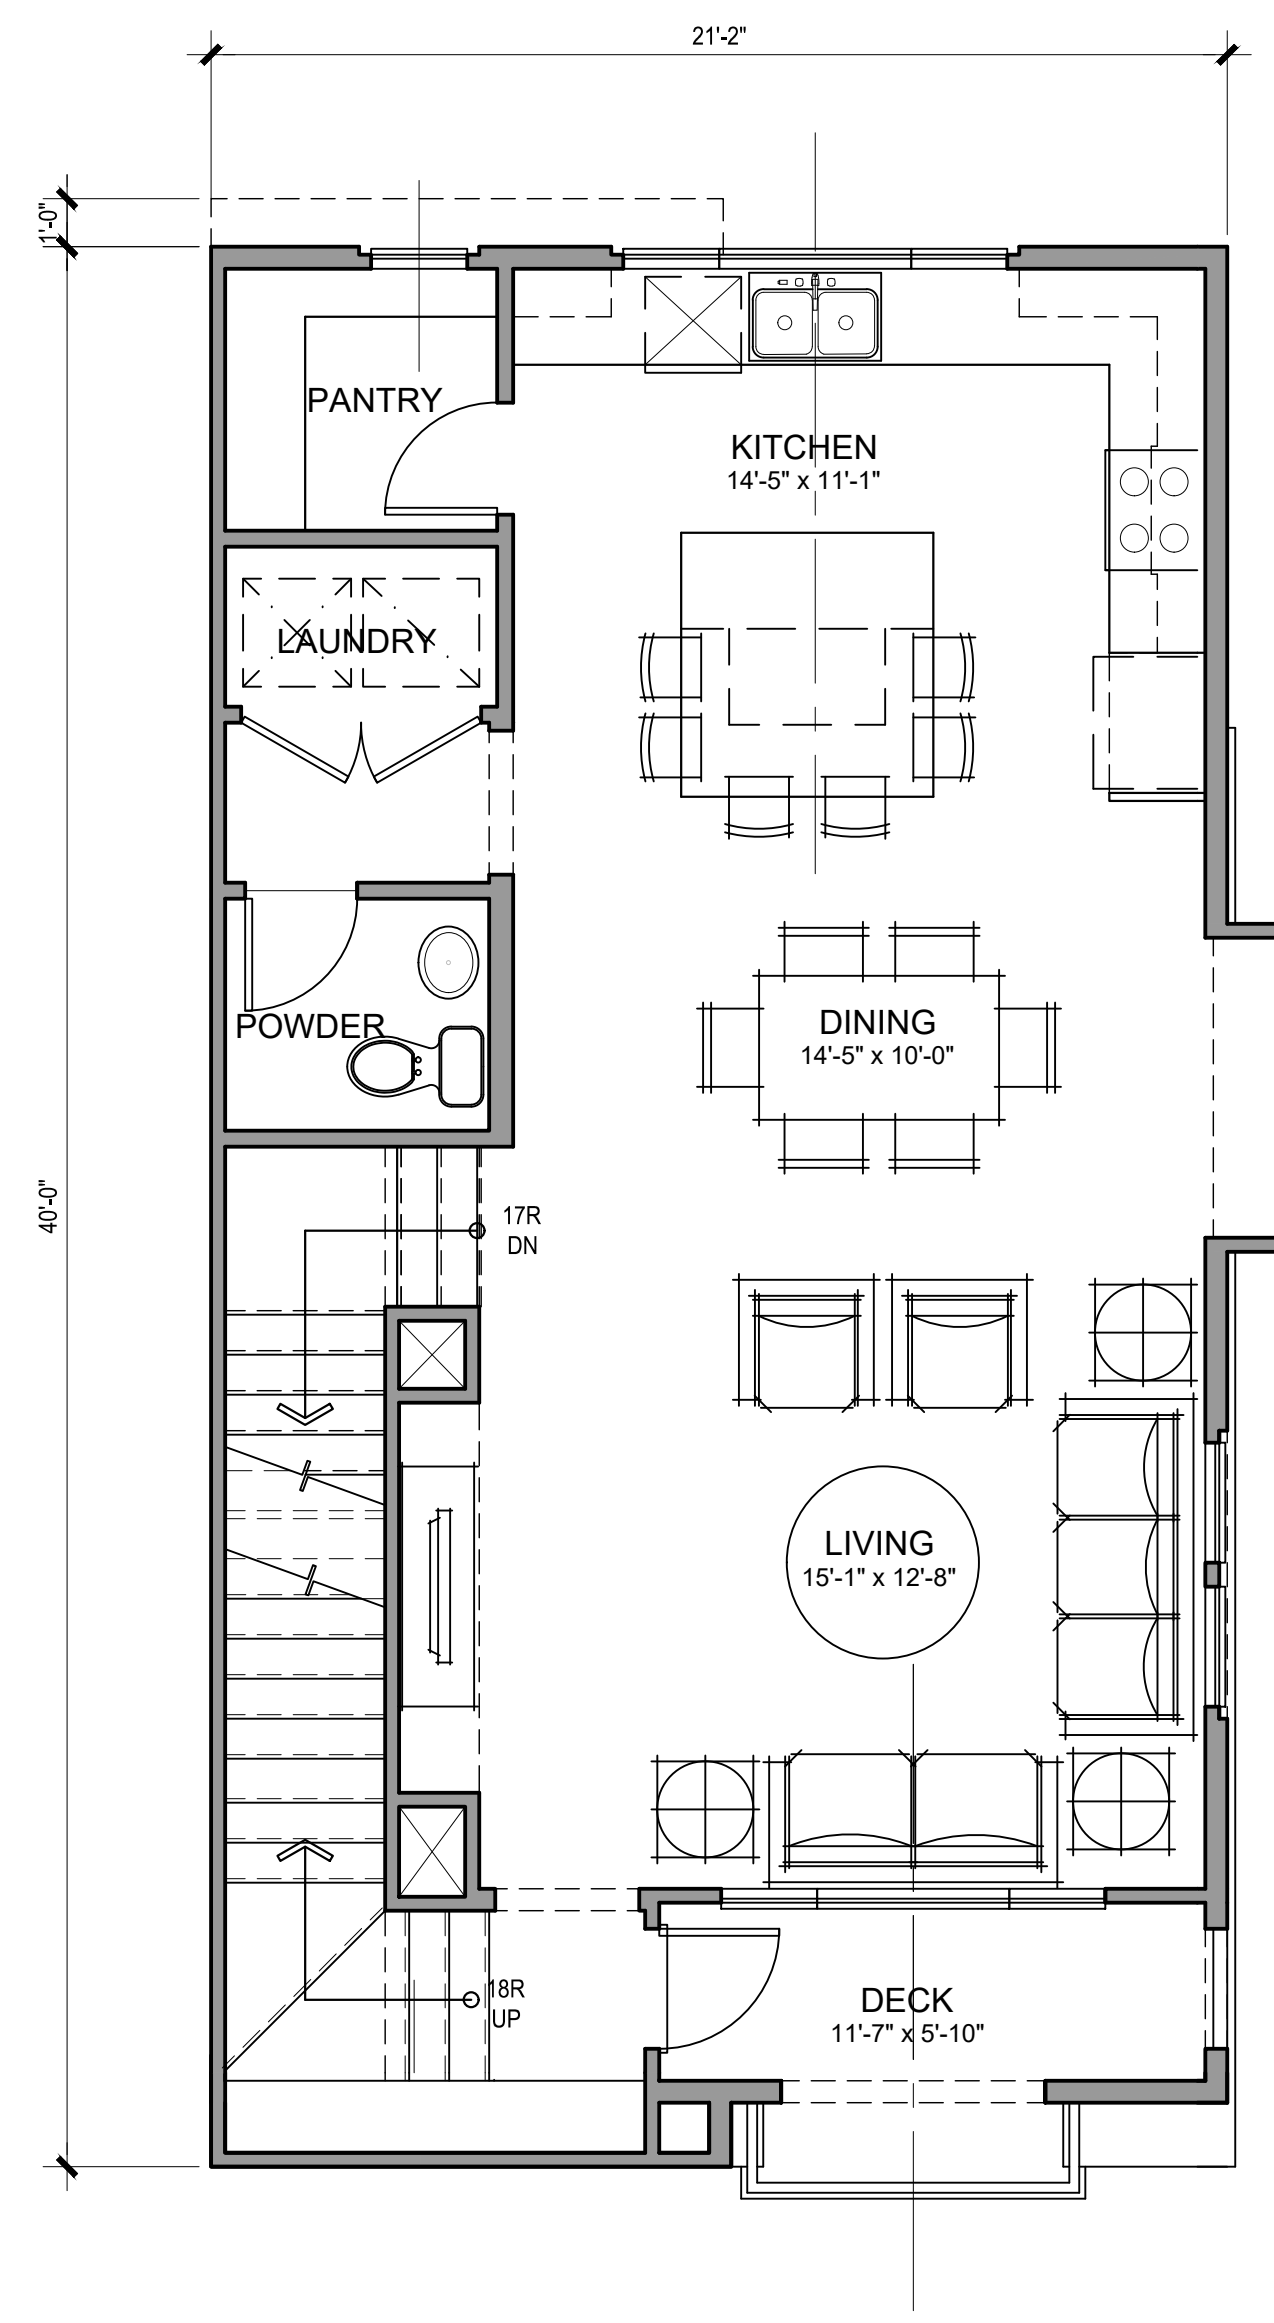 21'-2"
1'-0"
PANTRY
KITCHEN
14'-5" x 11'-1"
LAUNDRY
DINING
14'-5" x 10'-0"
POWDER
40'-0"
17R
DN
LIVING
15'-1" x 12'-8"
18R
UP
DECK
11'-7" x 5'-10"